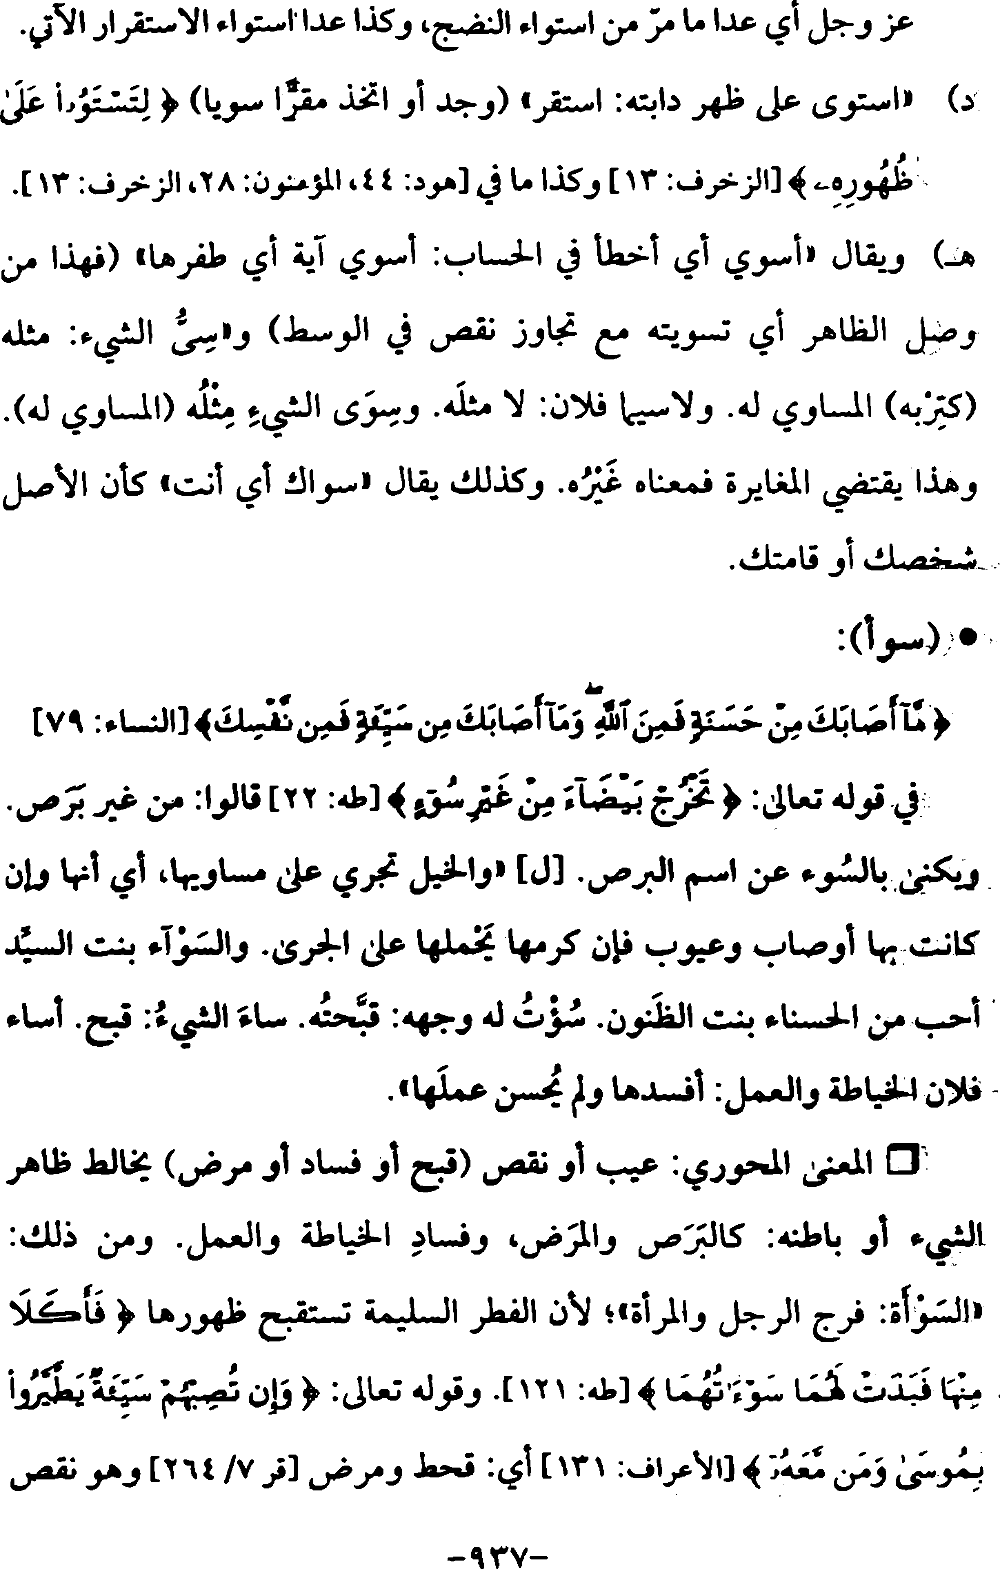 عز وجل أي عدا ما مرّ من استواء النضج، وكذا عدا استواء الاستقرار الآتي.
د) «استوى على ظهر دابته: استقر» (وجد أو اتخذ مقرًّا سويا) ﴿ لِتَسْتَوُۥا۟ عَلَىٰ
ظُهُورِهِۦ ﴾ [الزخرف: ١٣] وكذا ما في [هود: ٤٤، المؤمنون: ٢٨، الزخرف: ١٣].
هـ) ويقال «أسوي أي أخطأ في الحساب: أسوي آية أي طفرها» (فهذا من
وصل الظاهر أي تسويته مع تجاوز نقص في الوسط) و«سِيُّ الشيء: مثله
(كتِرْبه) المساوي له. ولاسيما فلان: لا مثلَه. وسِوَى الشيءِ مِثْلُه (المساوي له).
وهذا يقتضي المغايرة فمعناه غَيْرُه. وكذلك يقال «سواك أي أنت» كأن الأصل
شخصك أو قامتك.
• (سوأ):
﴿ مَّآ أَصَابَكَ مِنْ حَسَنَةٍ فَمِنَ ٱللَّهِ ۖ وَمَآ أَصَابَكَ مِن سَيِّئَةٍ فَمِن نَّفْسِكَ ﴾ [النساء: ٧٩]
في قوله تعالى: ﴿ تَخْرُجْ بَيْضَآءَ مِنْ غَيْرِ سُوٓءٍ ﴾ [طه: ٢٢] قالوا: من غير بَرَص.
ويكنىٰ بالسُوء عن اسم البرص. [ل] «والخيل تجري على مساويها، أي أنها وإن
كانت بها أوصاب وعيوب فإن كرمها يَحْملها على الجرى. والسَوْآء بنت السيِّد
أحب من الحسناء بنت الظَنون. سُؤْتُ له وجهه: قبَّحتُه. ساءَ الشيءُ: قبح. أساء
فلان الخياطة والعمل: أفسدها ولم يُحسن عملَها».
❒ المعنى المحوري: عيب أو نقص (قبح أو فساد أو مرض) يخالط ظاهر
الشيء أو باطنه: كالبَرَص والمرَض، وفسادِ الخياطة والعمل. ومن ذلك:
«السَوْأَة: فرج الرجل والمرأة»؛ لأن الفطر السليمة تستقبح ظهورها ﴿ فَأَكَلَا
مِنْهَا فَبَدَتْ لَهُمَا سَوْءَٰتُهُمَا ﴾ [طه: ١٢١]. وقوله تعالى: ﴿ وَإِن تُصِبْهُمْ سَيِّئَةٌ يَطَّيَّرُوا۟
بِمُوسَىٰ وَمَن مَّعَهُۥٓ ﴾ [الأعراف: ١٣١] أي: قحط ومرض [قر ٧/ ٢٦٤] وهو نقص
-٩٣٧-